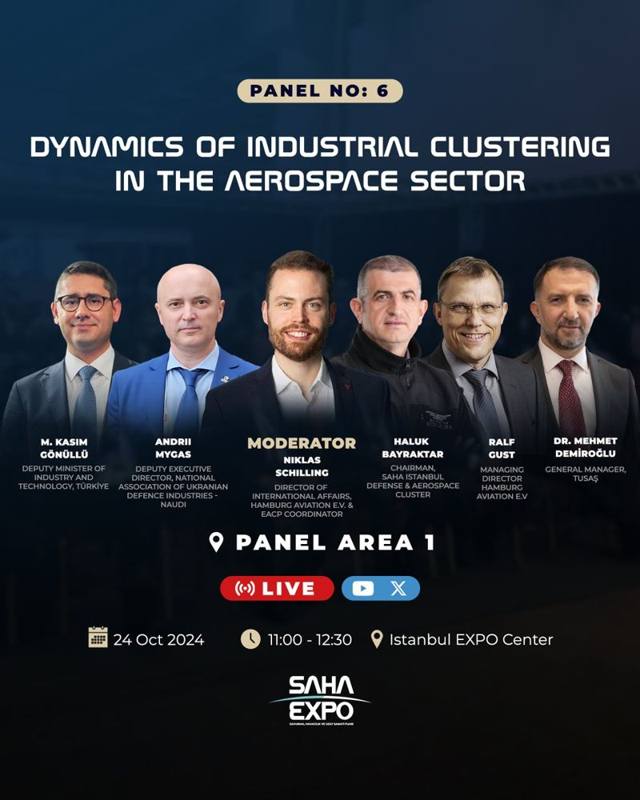 PANEL NO: 6
DYNAMICS OF INDUSTRIAL CLUSTERING
IN THE AEROSPACE SECTOR
M. KASIM
GÖNÜLLÜ
DEPUTY MINISTER OF
INDUSTRY AND
TECHNOLOGY, TÜRKİYE
ANDRII
MYGAS
DEPUTY EXECUTIVE
DIRECTOR, NATIONAL
ASSOCIATION OF UKRANIAN
DEFENCE INDUSTRIES -
NAUDI
MODERATOR
NIKLAS
SCHILLING
DIRECTOR OF
INTERNATIONAL AFFAIRS,
HAMBURG AVIATION E.V. &
EACP COORDINATOR
HALUK
BAYRAKTAR
CHAIRMAN,
SAHA ISTANBUL
DEFENSE & AEROSPACE
CLUSTER
RALF
GUST
MANAGING
DIRECTOR
HAMBURG
AVIATION E.V
DR. MEHMET
DEMİROĞLU
GENERAL MANAGER,
TUSAŞ
PANEL AREA 1
LIVE
24 Oct 2024
11:00 - 12:30
Istanbul EXPO Center
SAHA
EXPO